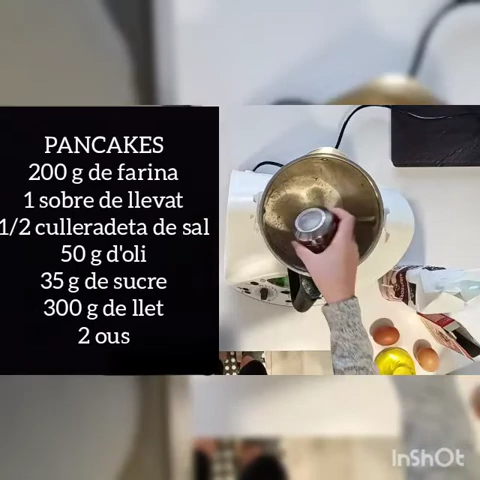 PANCAKES
200 g de farina
1 sobre de llevat
1/2 culleradeta de sal
50 g d'oli
35 g de sucre
300 g de llet
2 ous
INSHOT